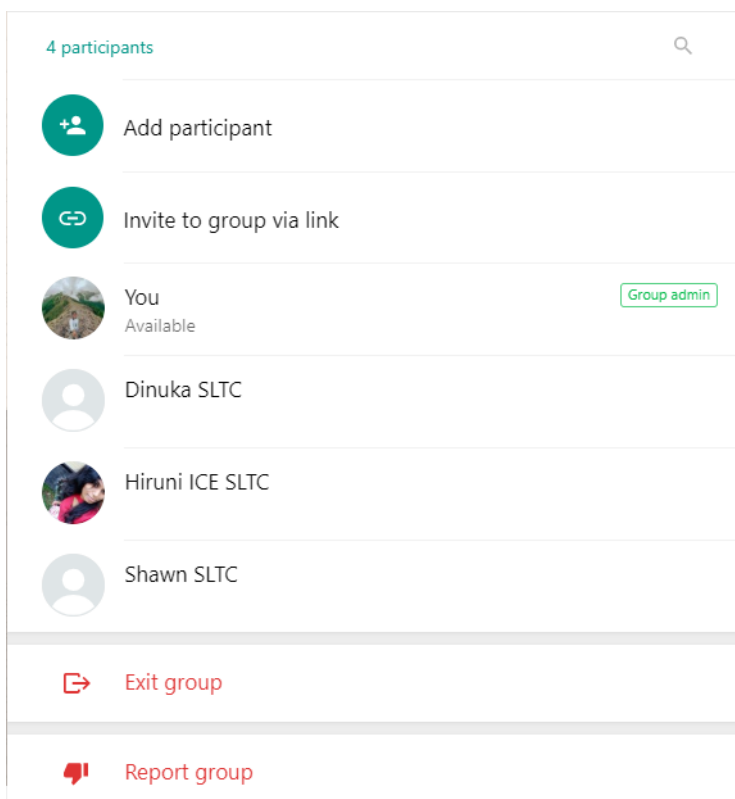 4 participants
Add participant
Invite to group via link
You
Group admin
Available
Dinuka SLTC
Hiruni ICE SLTC
Shawn SLTC
Exit group
Report group